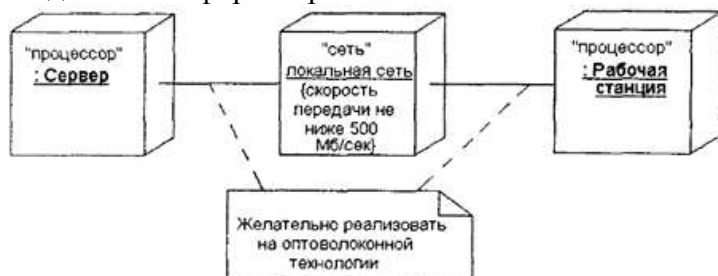 "процессор"
: Сервер
"сеть"
локальная сеть
{скорость
передачи не
ниже 500
Мб/сек}
"процессор"
: Рабочая
станция
Желательно реализовать
на оптоволоконной
технологии